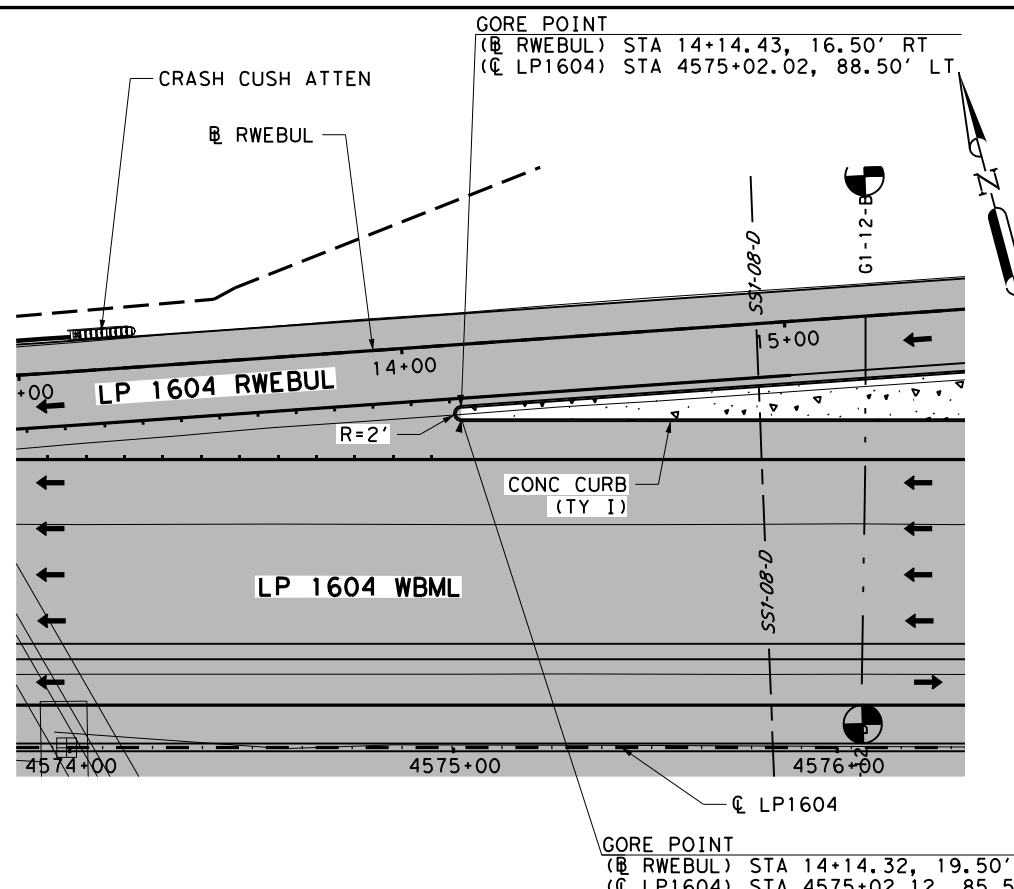 GORE POINT
(℄ RWEBUL) STA 14+14.43, 16.50' RT
(℄ LP1604) STA 4575+02.02, 88.50' LT
CRASH CUSH ATTEN
℄ RWEBUL
N
G1-12-B
SS1-08-D
15+00
14+00
+00
LP 1604 RWEBUL
R=2'
CONC CURB
(TY I)
SS1-08-D
LP 1604 WBML
4574+00
4575+00
4576+00
℄ LP1604
GORE POINT
(℄ RWEBUL) STA 14+14.32, 19.50'
(℄ LP1604) STA 4575+02.12, 85.5